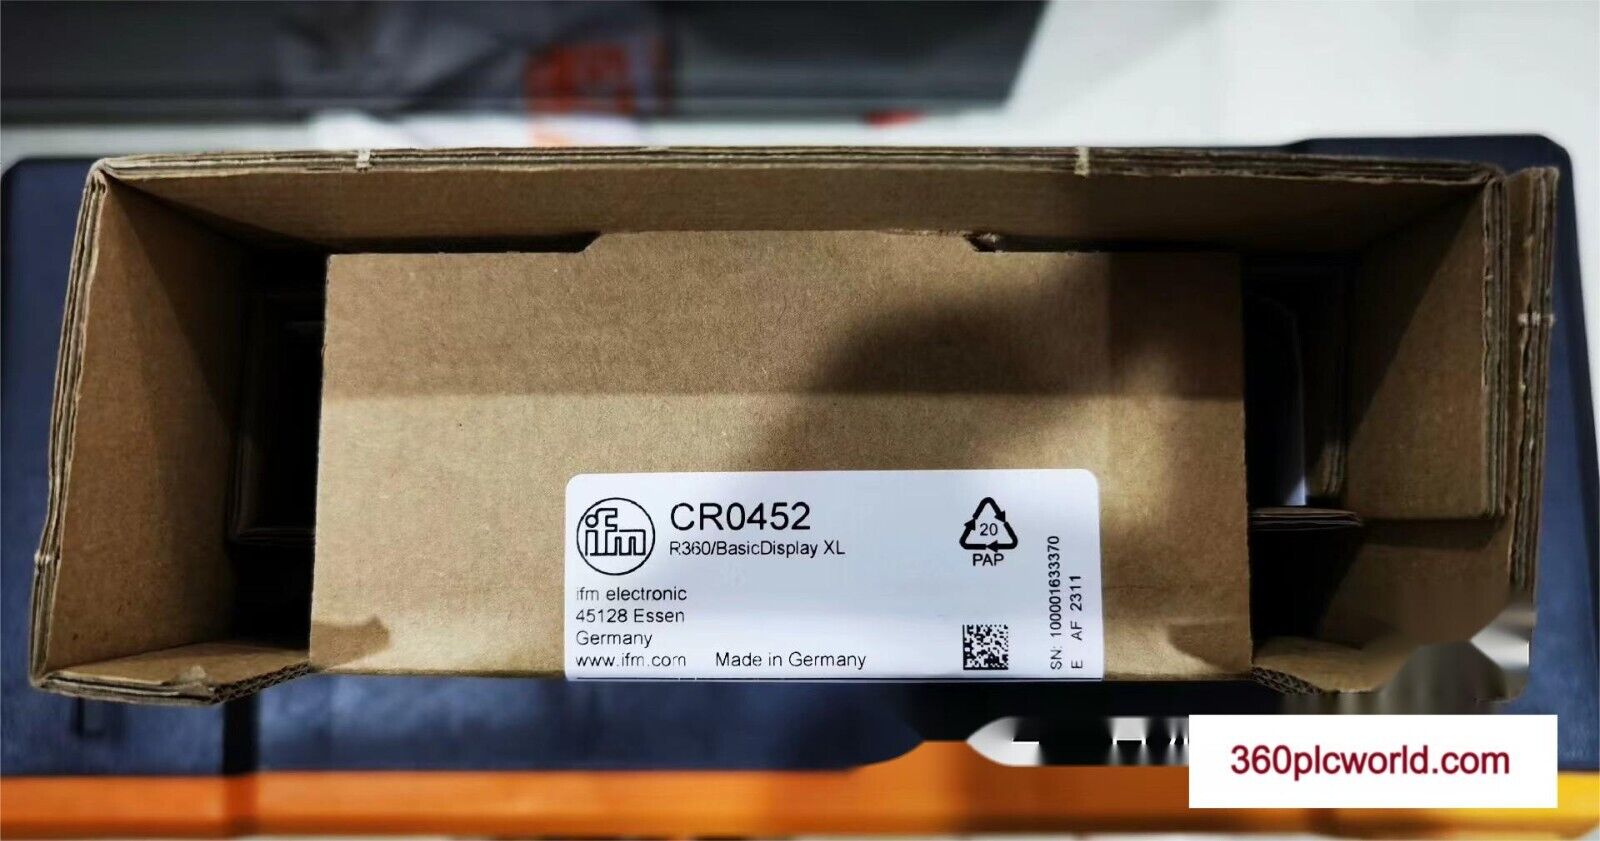 ifm
CR0452
R360/BasicDisplay XL
20
PAP
ifm electronic
45128 Essen
Germany
www.ifm.com
Made in Germany
SN: 100001633370
E AF 2311
360plcworld.com